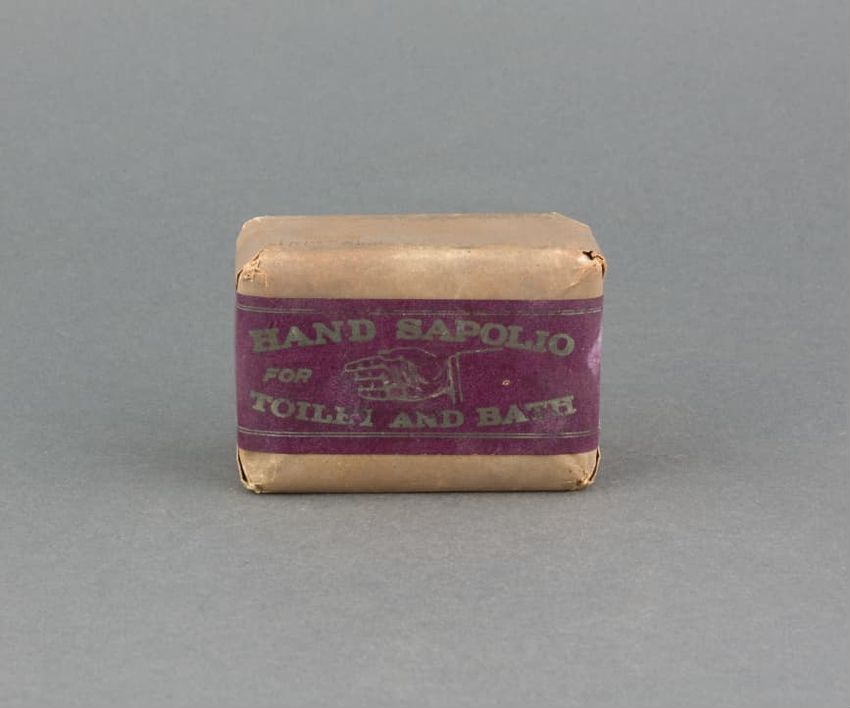 HAND SAPOLIO
FOR
TOILET AND BATH